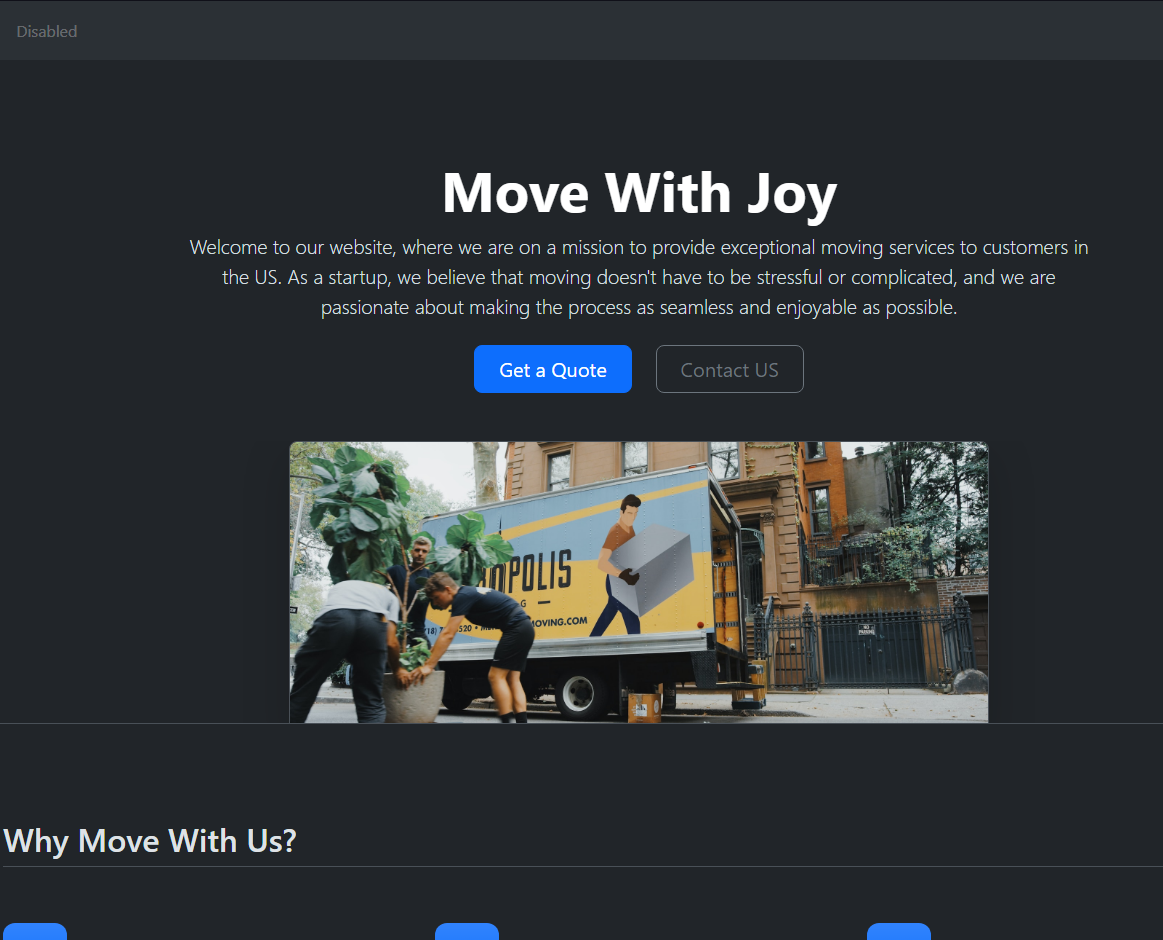 Disabled
Move With Joy
Welcome to our website, where we are on a mission to provide exceptional moving services to customers in
the US. As a startup, we believe that moving doesn't have to be stressful or complicated, and we are
passionate about making the process as seamless and enjoyable as possible.
Get a Quote
Contact US
OPOLIS
MOVING.COM
NO
PARKING
Why Move With Us?